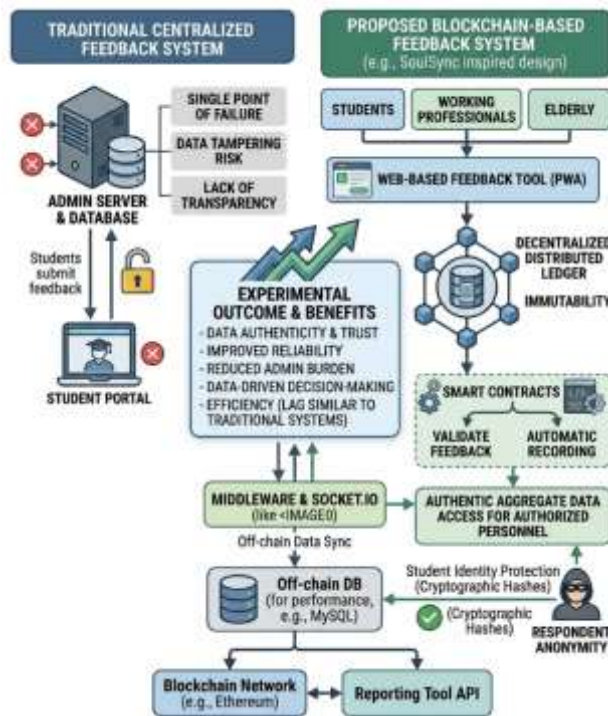 TRADITIONAL CENTRALIZED
FEEDBACK SYSTEM
SINGLE POINT
OF FAILURE
DATA TAMPERING
RISK
LACK OF
TRANSPARENCY
ADMIN SERVER
& DATABASE
Students
submit
feedback
STUDENT PORTAL
PROPOSED BLOCKCHAIN-BASED
FEEDBACK SYSTEM
(e.g., SoulSync inspired design)
STUDENTS
WORKING
PROFESSIONALS
ELDERLY
WEB-BASED FEEDBACK TOOL (PWA)
DECENTRALIZED
DISTRIBUTED
LEDGER
IMMUTABILITY
EXPERIMENTAL
OUTCOME & BENEFITS
- DATA AUTHENTICITY & TRUST
- IMPROVED RELIABILITY
- REDUCED ADMIN BURDEN
- DATA-DRIVEN DECISION-MAKING
- EFFICIENCY (LAG SIMILAR TO
TRADITIONAL SYSTEMS)
SMART CONTRACTS
VALIDATE
FEEDBACK
AUTOMATIC
RECORDING
MIDDLEWARE & SOCKET.IO
(like <IMAGE0)
AUTHENTIC AGGREGATE DATA
ACCESS FOR AUTHORIZED
PERSONNEL
Off-chain Data Sync
Student Identity Protection
(Cryptographic Hashes)
(Cryptographic
Hashes)
RESPONDENT
ANONYMITY
Off-chain DB
(for performance,
e.g., MySQL)
Blockchain Network
(e.g., Ethereum)
Reporting Tool API